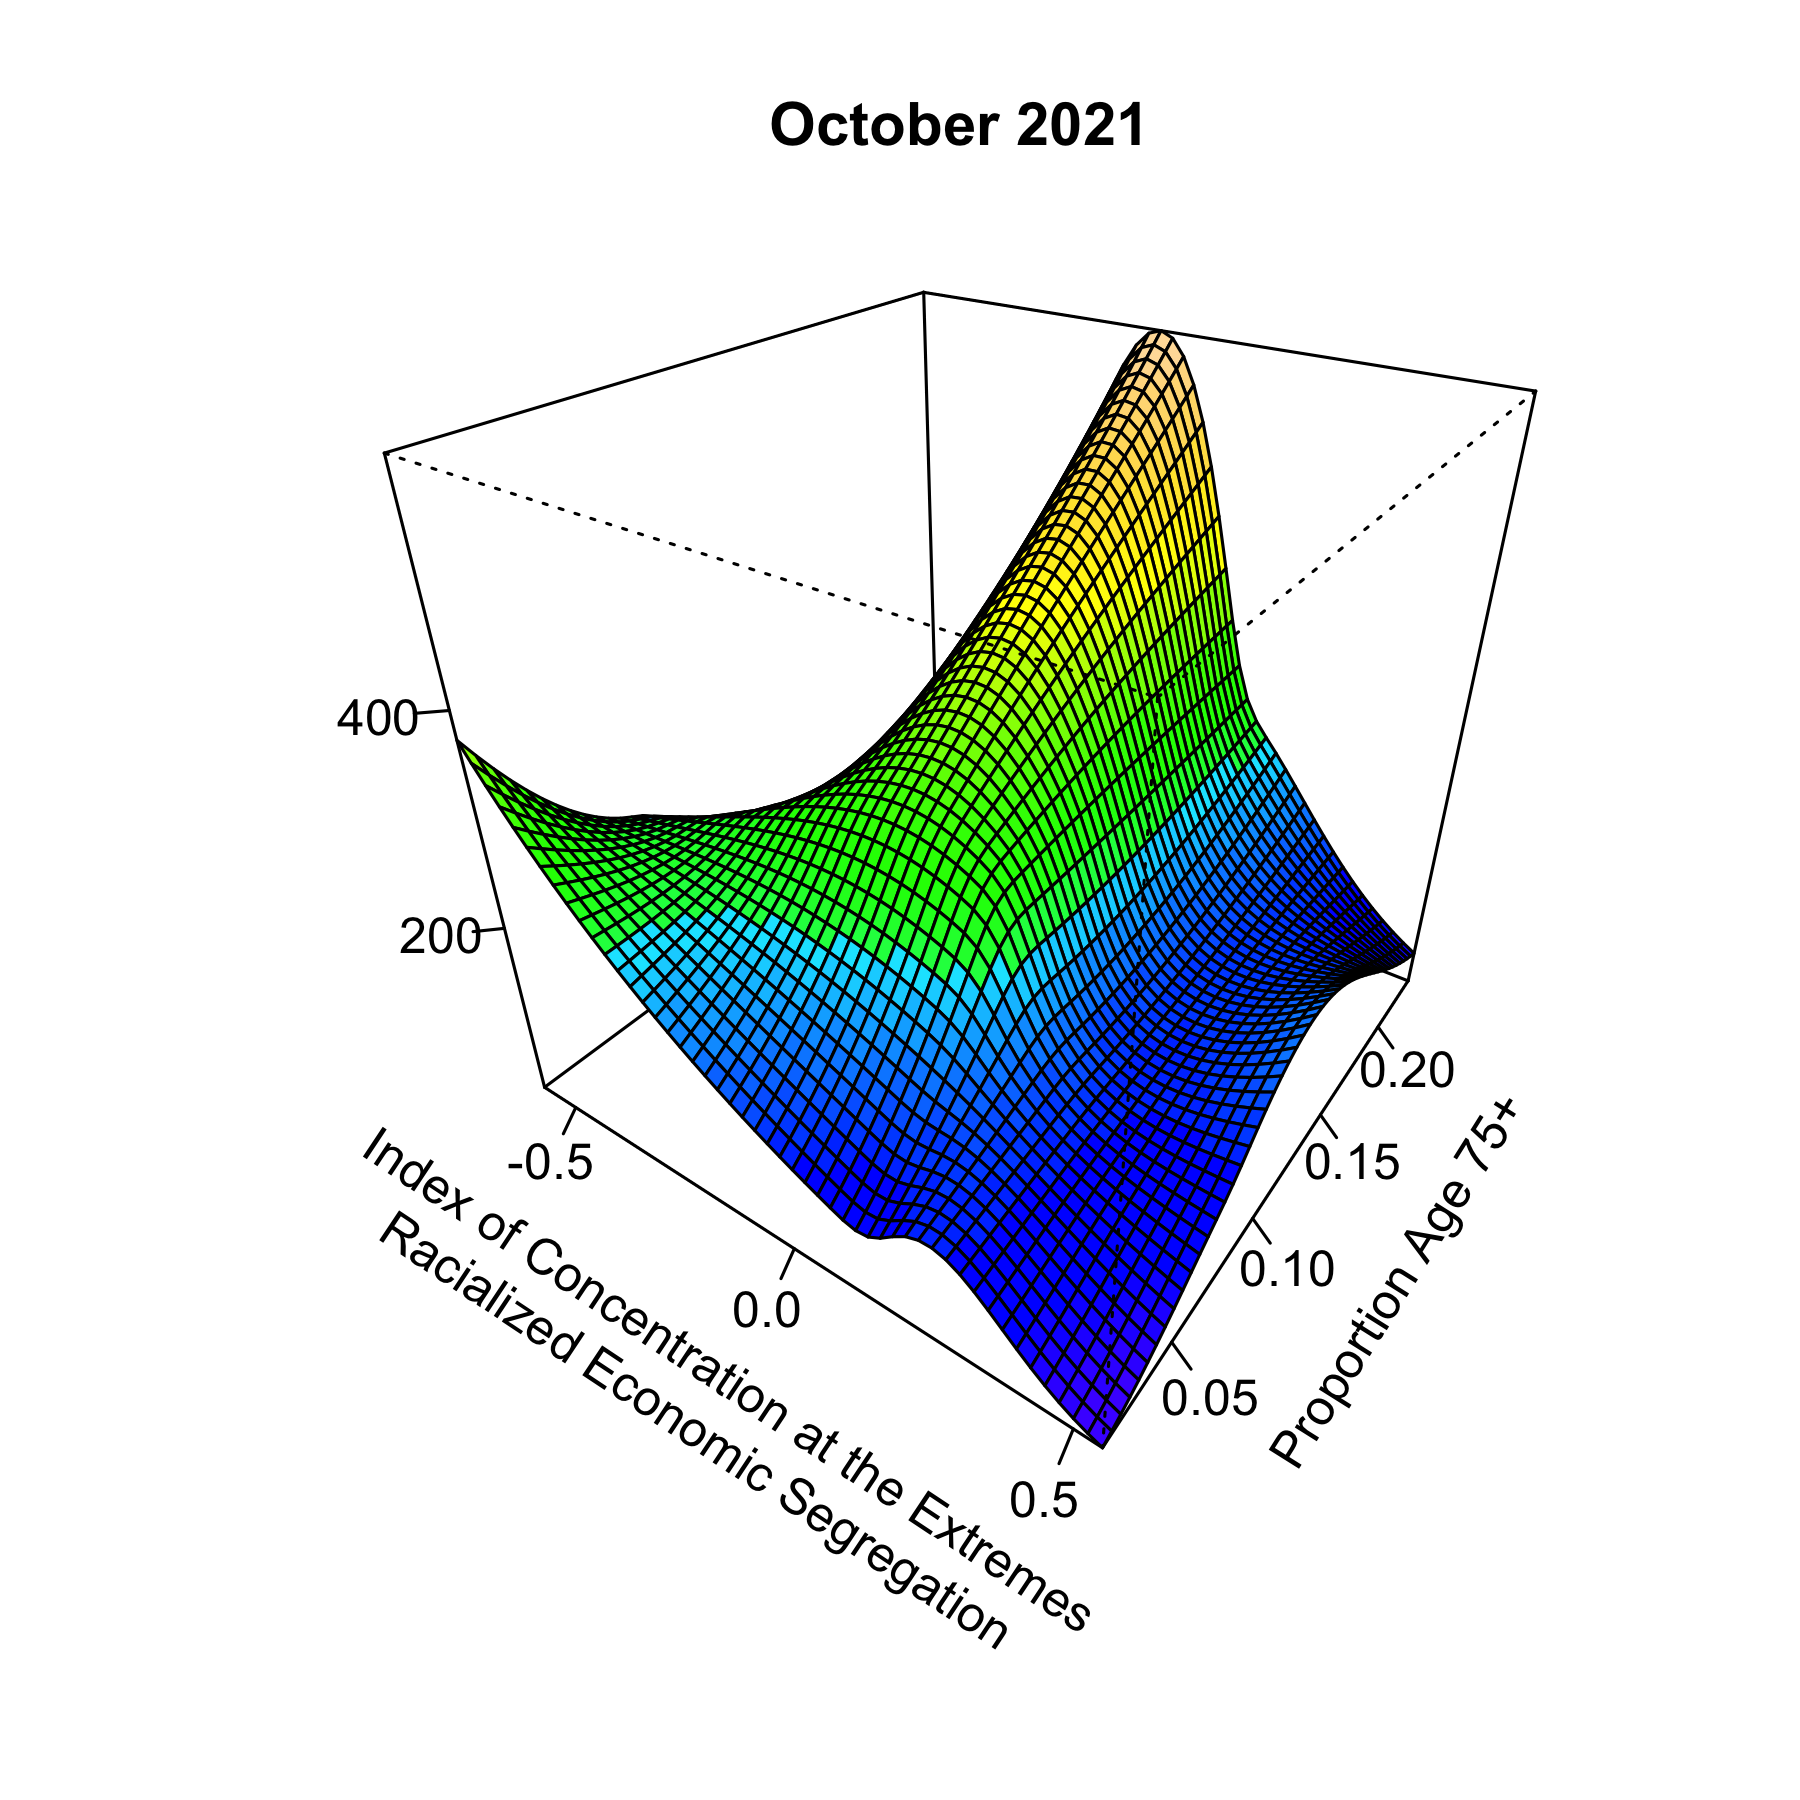 October 2021
400
200
-0.5
0.0
0.5
Index of Concentration at the Extremes
Racialized Economic Segregation
0.05
0.10
0.15
0.20
Proportion Age 75+